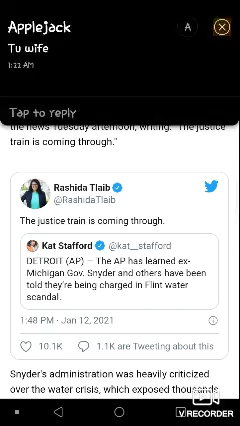 Applejack
A
Tu wife
1:22 AM
Tap to reply
the news Tuesday afternoon, writing. "The justice
train is coming through."
Rashida Tlaib
@RashidaTlaib
The justice train is coming through.
Kat Stafford @kat__stafford
DETROIT (AP) — The AP has learned ex-
Michigan Gov. Snyder and others have been
told they're being charged in Flint water
scandal.
1:48 PM · Jan 12, 2021
10.1K 1.1K are Tweeting about this
Snyder's administration was heavily criticized
over the water crisis, which exposed thousands
V RECORDER